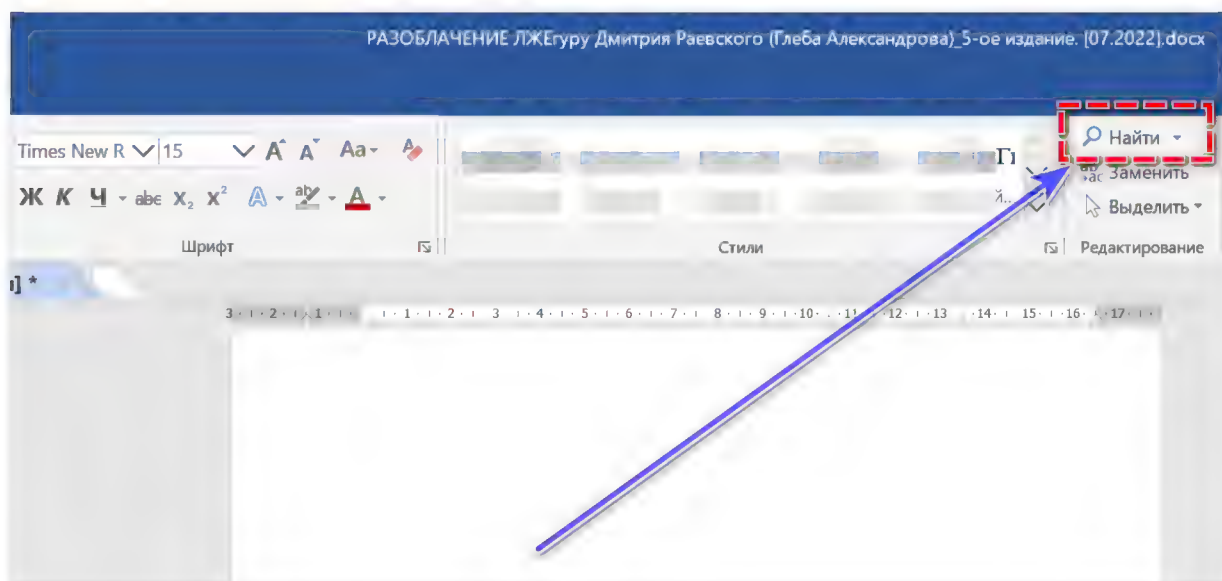 РАЗОБЛАЧЕНИЕ ЛЖЕгуру Дмитрия Раевского (Глеба Александрова)_5-ое издание. [07.2022].docx
Times New R 15 Aa
Найти
Заменить
Ж К Ч abc X₂ X² A aby A
Выделить
Шрифт Стили Редактирование
3 2 1 1 2 3 4 5 6 7 8 9 10 11 12 13 14 15 16 17